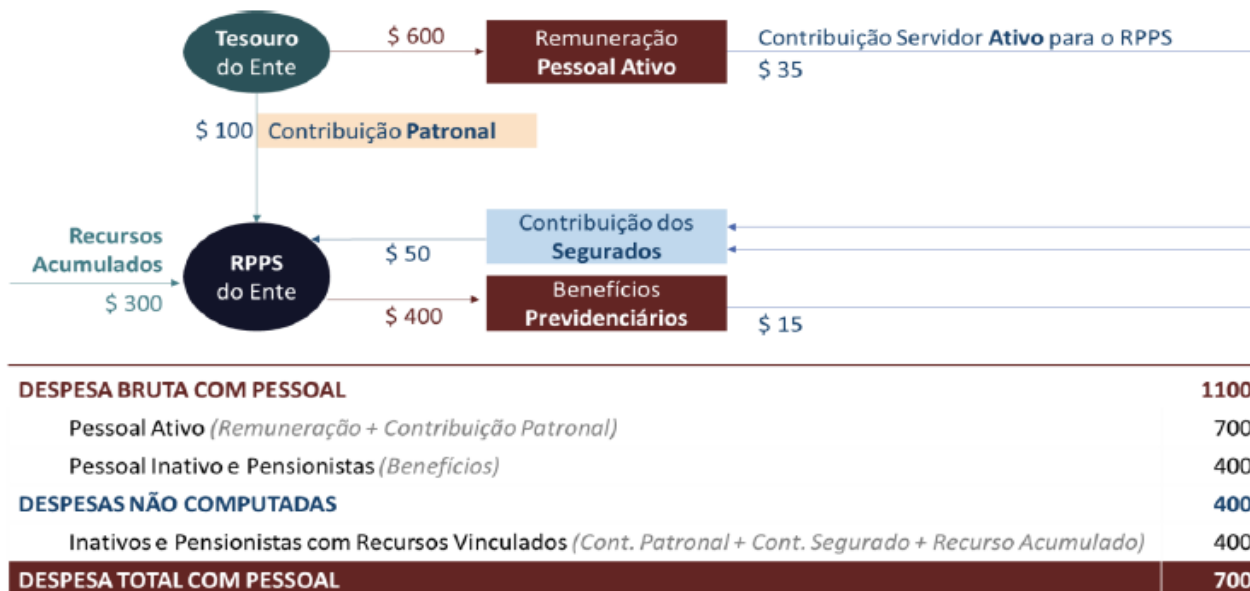 Tesouro
do Ente
$ 600
Remuneração
Pessoal Ativo
Contribuição Servidor Ativo para o RPPS
$ 35
$ 100
Contribuição Patronal
Recursos
Acumulados
$ 300
RPPS
do Ente
$ 50
Contribuição dos
Segurados
$ 400
Benefícios
Previdenciários
$ 15
DESPESA BRUTA COM PESSOAL 1100
Pessoal Ativo (Remuneração + Contribuição Patronal) 700
Pessoal Inativo e Pensionistas (Benefícios) 400
DESPESAS NÃO COMPUTADAS 400
Inativos e Pensionistas com Recursos Vinculados (Cont. Patronal + Cont. Segurado + Recurso Acumulado) 400
DESPESA TOTAL COM PESSOAL 700